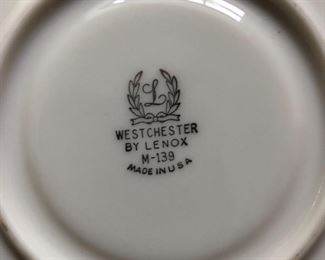 L
WESTCHESTER
BY LENOX
M-139
MADE IN USA